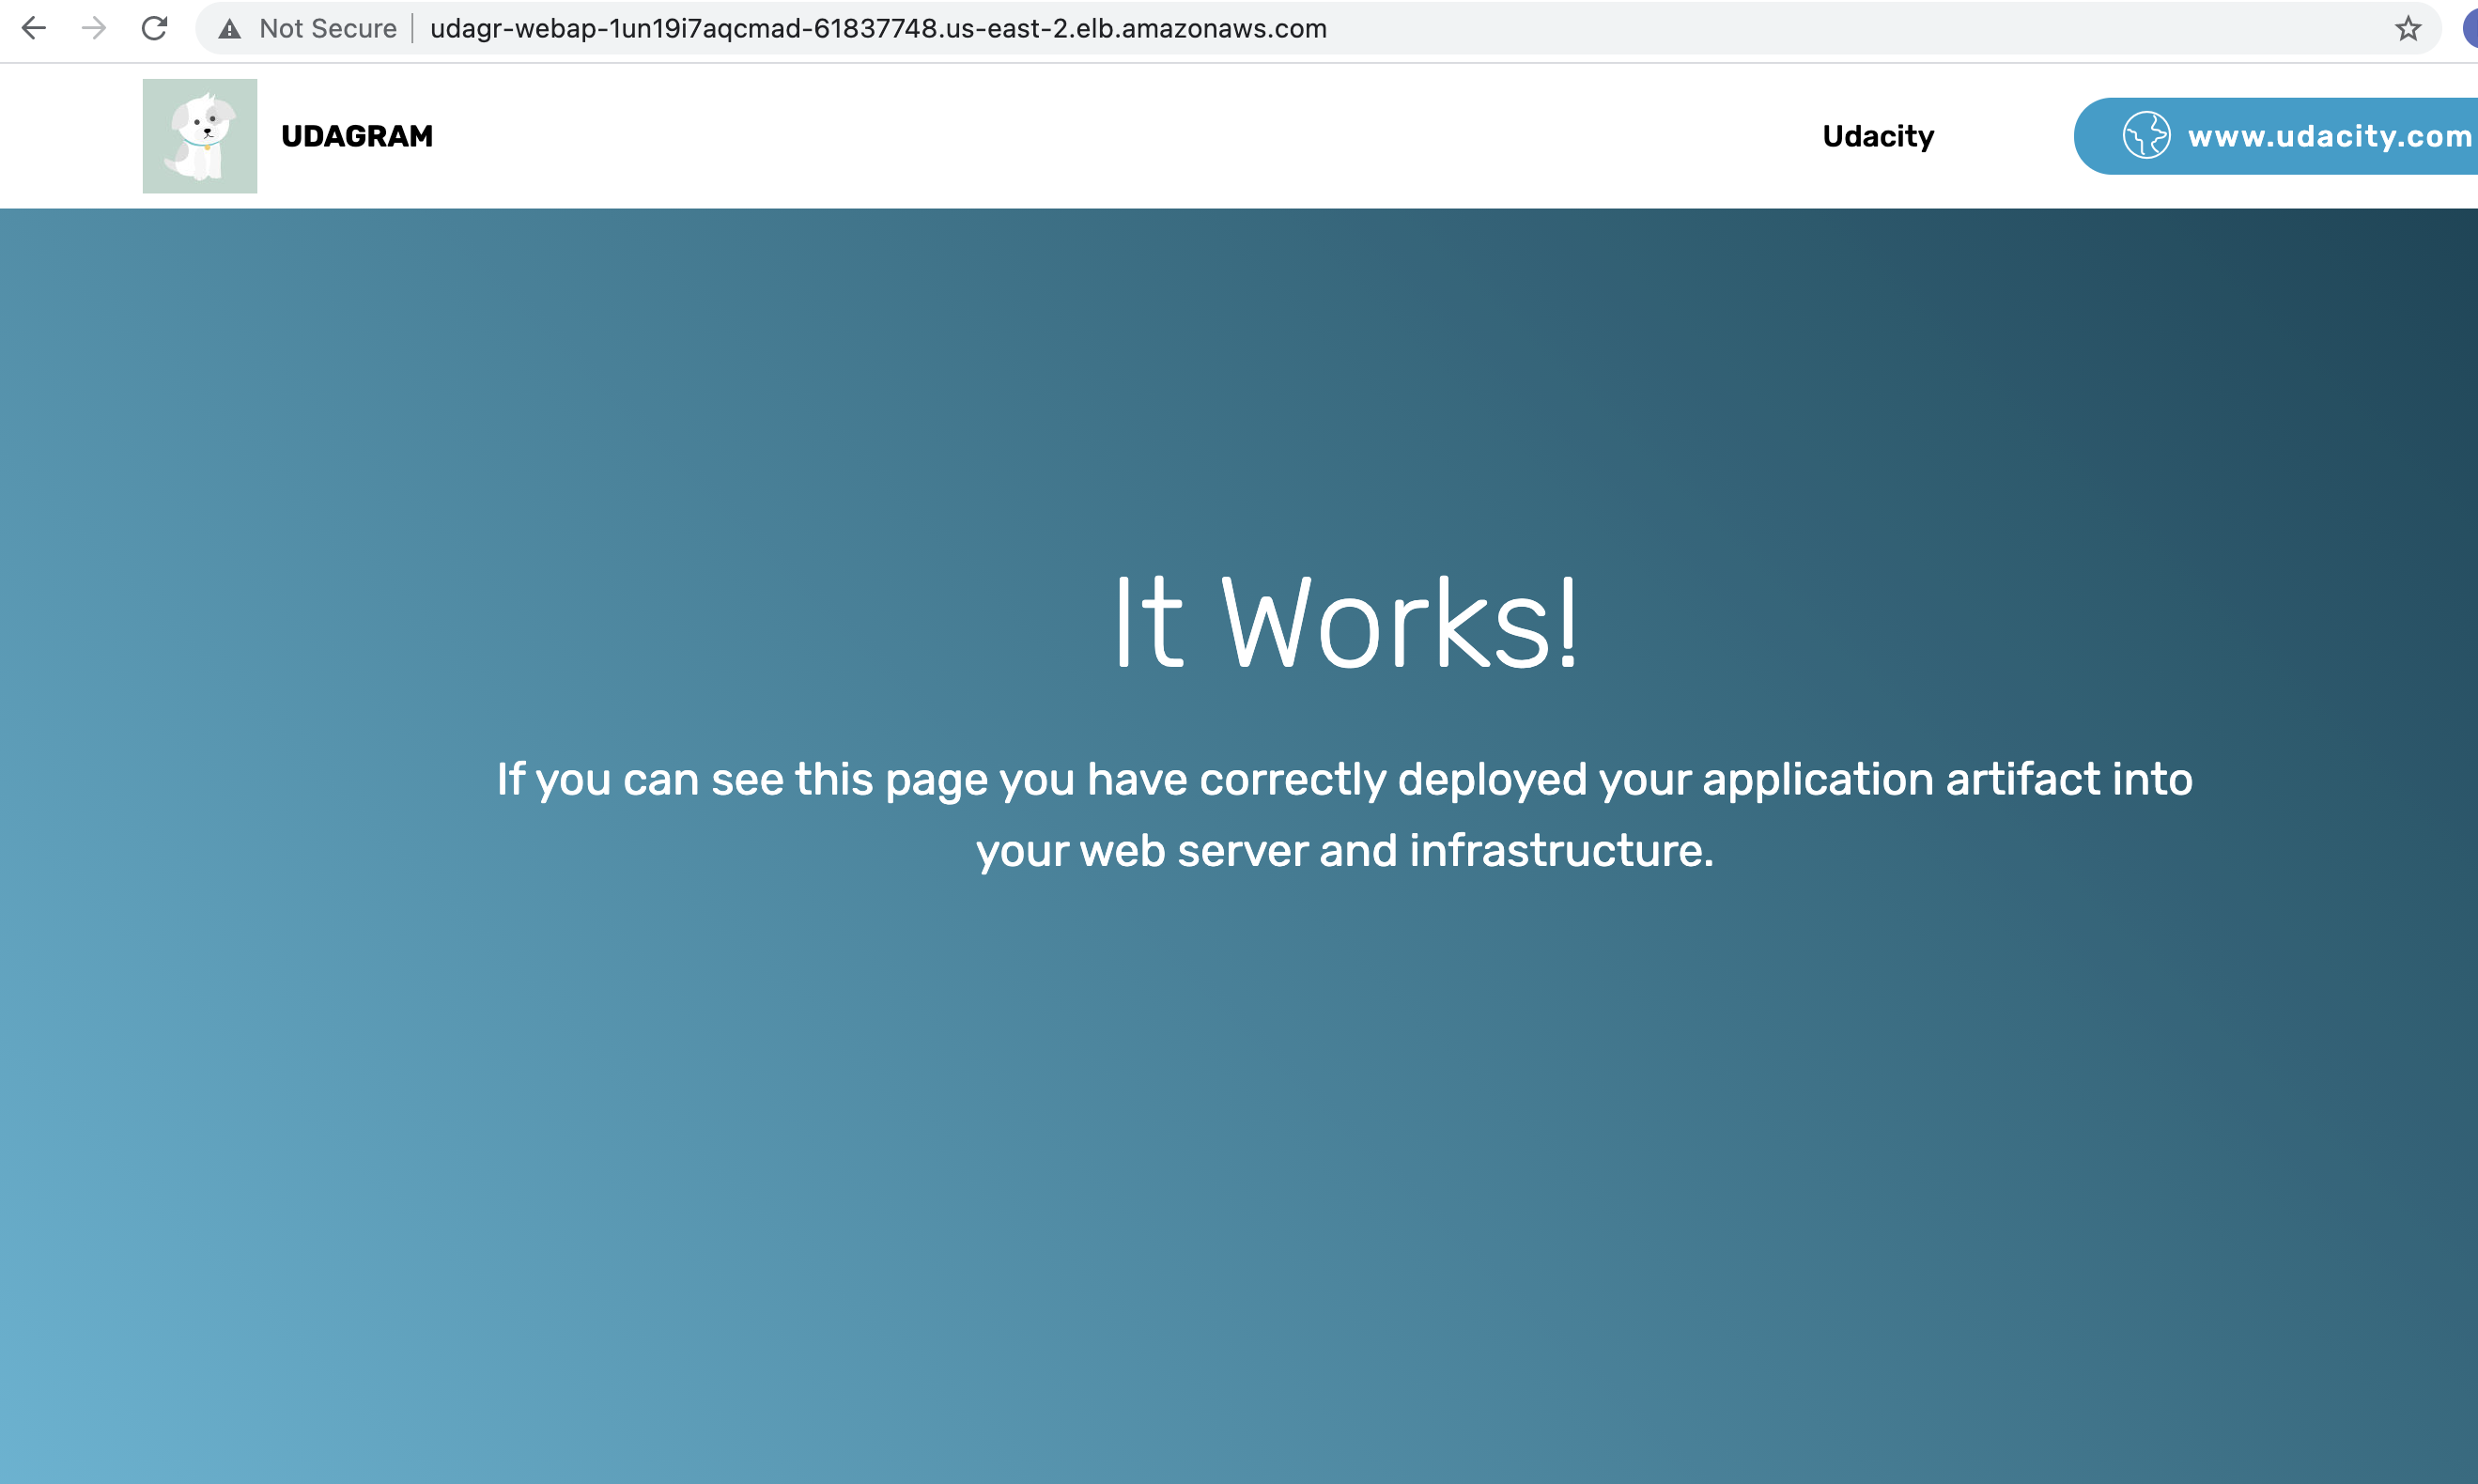 Not Secure udagr-webap-1un19i7aqcmad-61837748.us-east-2.elb.amazonaws.com
UDAGRAM Udacity www.udacity.com
It Works!
If you can see this page you have correctly deployed your application artifact into
your web server and infrastructure.